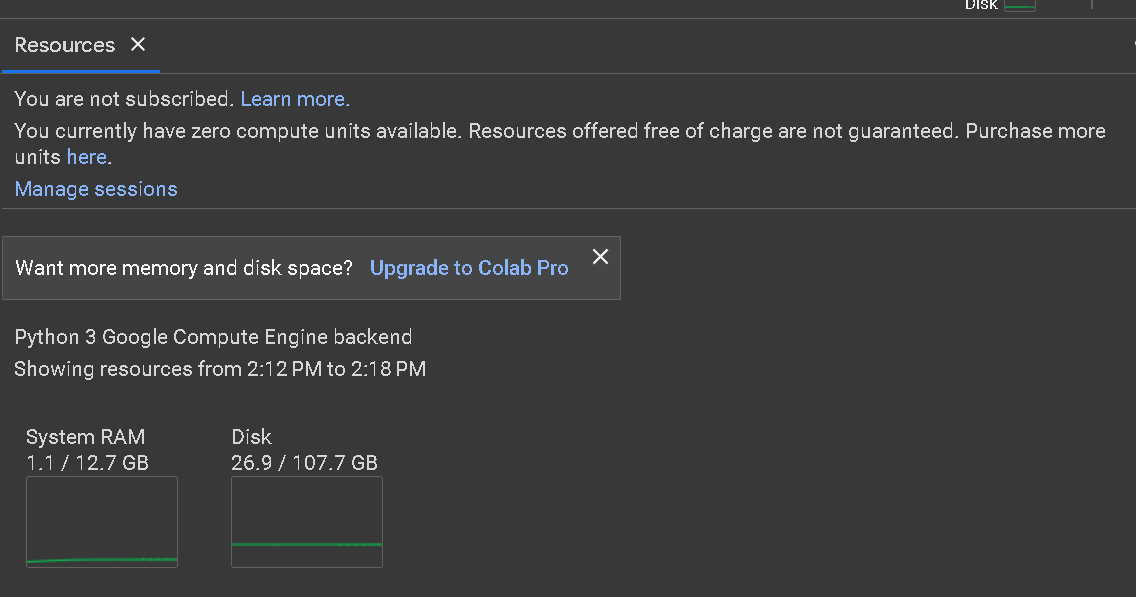 Disk
Resources
You are not subscribed. Learn more.
You currently have zero compute units available. Resources offered free of charge are not guaranteed. Purchase more
units here.
Manage sessions
Want more memory and disk space? Upgrade to Colab Pro
Python 3 Google Compute Engine backend
Showing resources from 2:12 PM to 2:18 PM
System RAM Disk
1.1 / 12.7 GB 26.9 / 107.7 GB